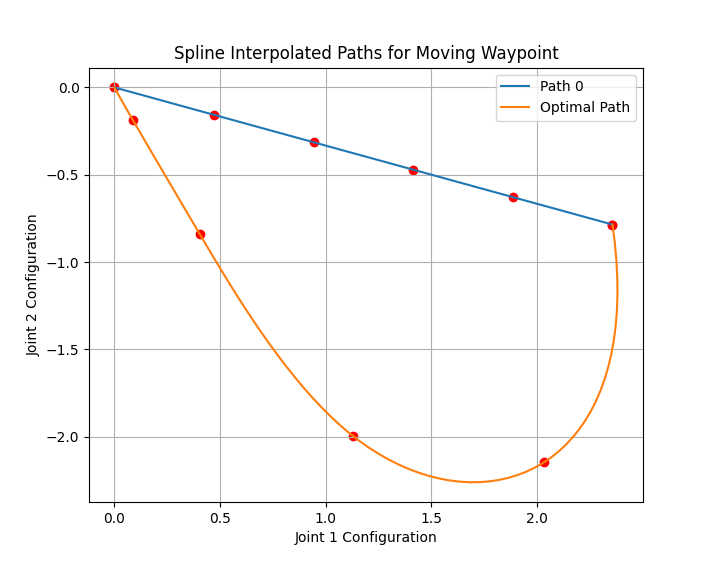 Spline Interpolated Paths for Moving Waypoint
Path 0
Optimal Path
0.0
−0.5
−1.0
−1.5
−2.0
Joint 2 Configuration
0.0
0.5
1.0
1.5
2.0
Joint 1 Configuration